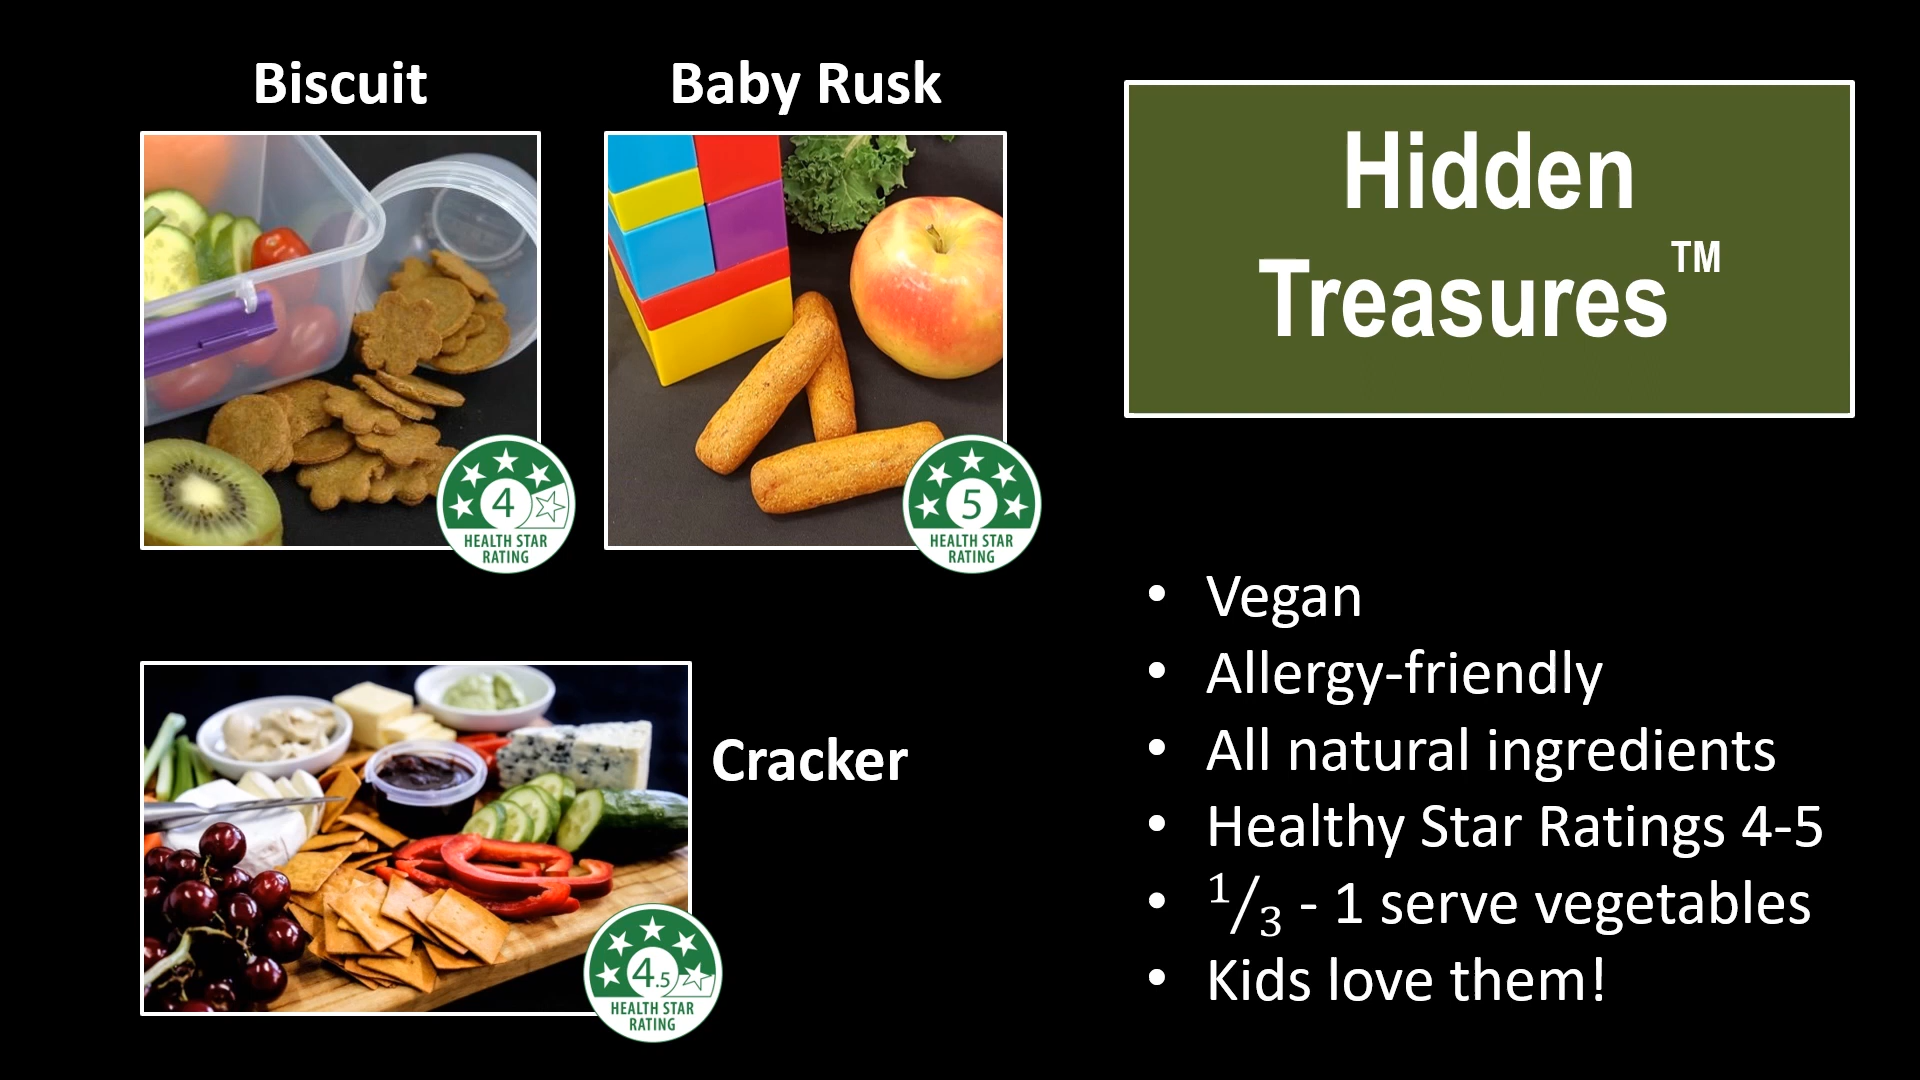 Biscuit
Baby Rusk
Hidden
Treasures™
4
HEALTH STAR
RATING
5
HEALTH STAR
RATING
Cracker
4.5
HEALTH STAR
RATING
• Vegan
• Allergy-friendly
• All natural ingredients
• Healthy Star Ratings 4-5
• 1/3 - 1 serve vegetables
• Kids love them!